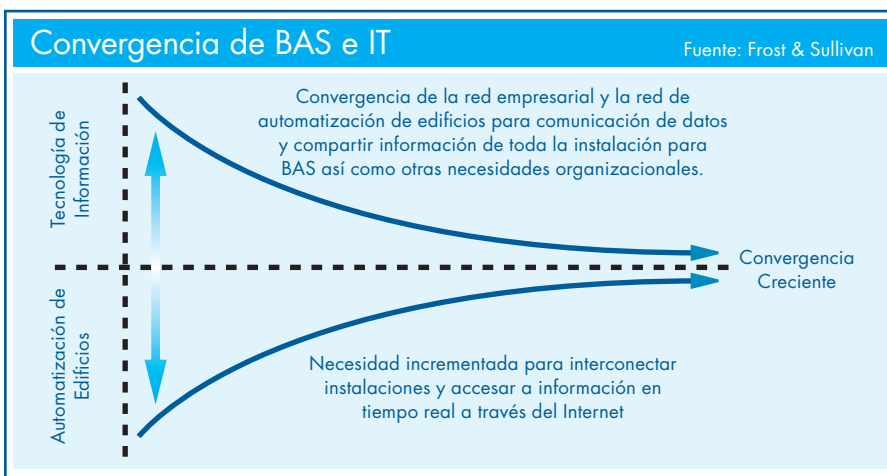 Convergencia de BAS e IT
Fuente: Frost & Sullivan
Tecnología de
Información
Convergencia de la red empresarial y la red de
automatización de edificios para comunicación de datos
y compartir información de toda la instalación para
BAS así como otras necesidades organizacionales.
Convergencia
Creciente
Automatización de
Edificios
Necesidad incrementada para interconectar
instalaciones y accesar a información en
tiempo real a través del Internet